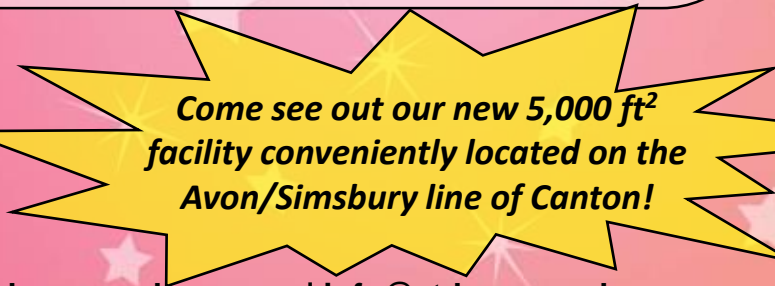 Come see out our new 5,000 ft²
facility conveniently located on the
Avon/Simsbury line of Canton!